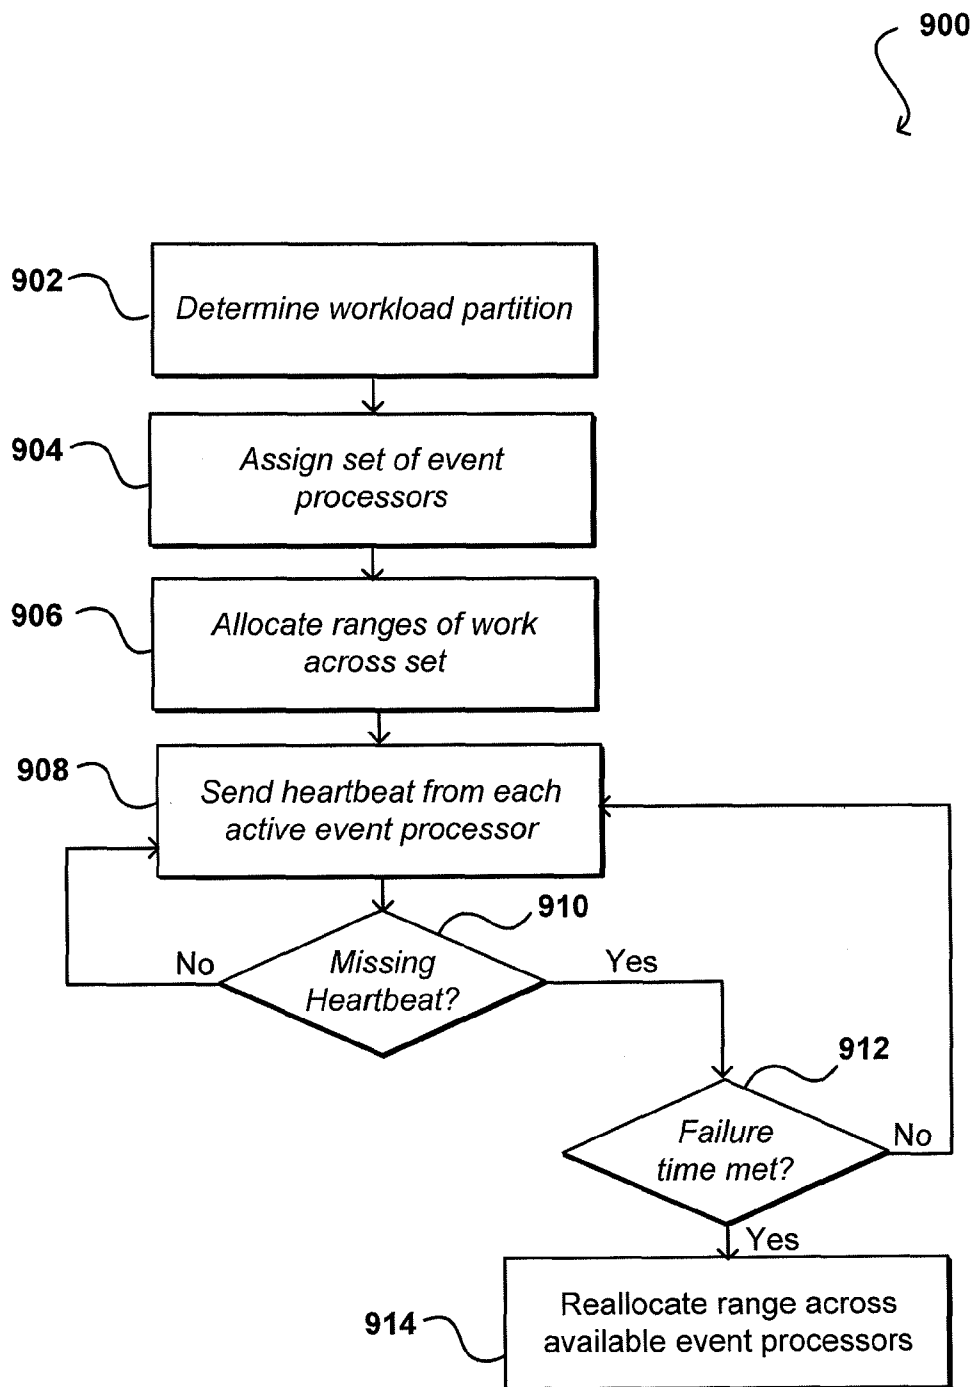 900
902
Determine workload partition
904
Assign set of event
processors
906
Allocate ranges of work
across set
908
Send heartbeat from each
active event processor
910
No
Missing
Heartbeat?
Yes
912
Failure
time met?
No
Yes
914
Reallocate range across
available event processors